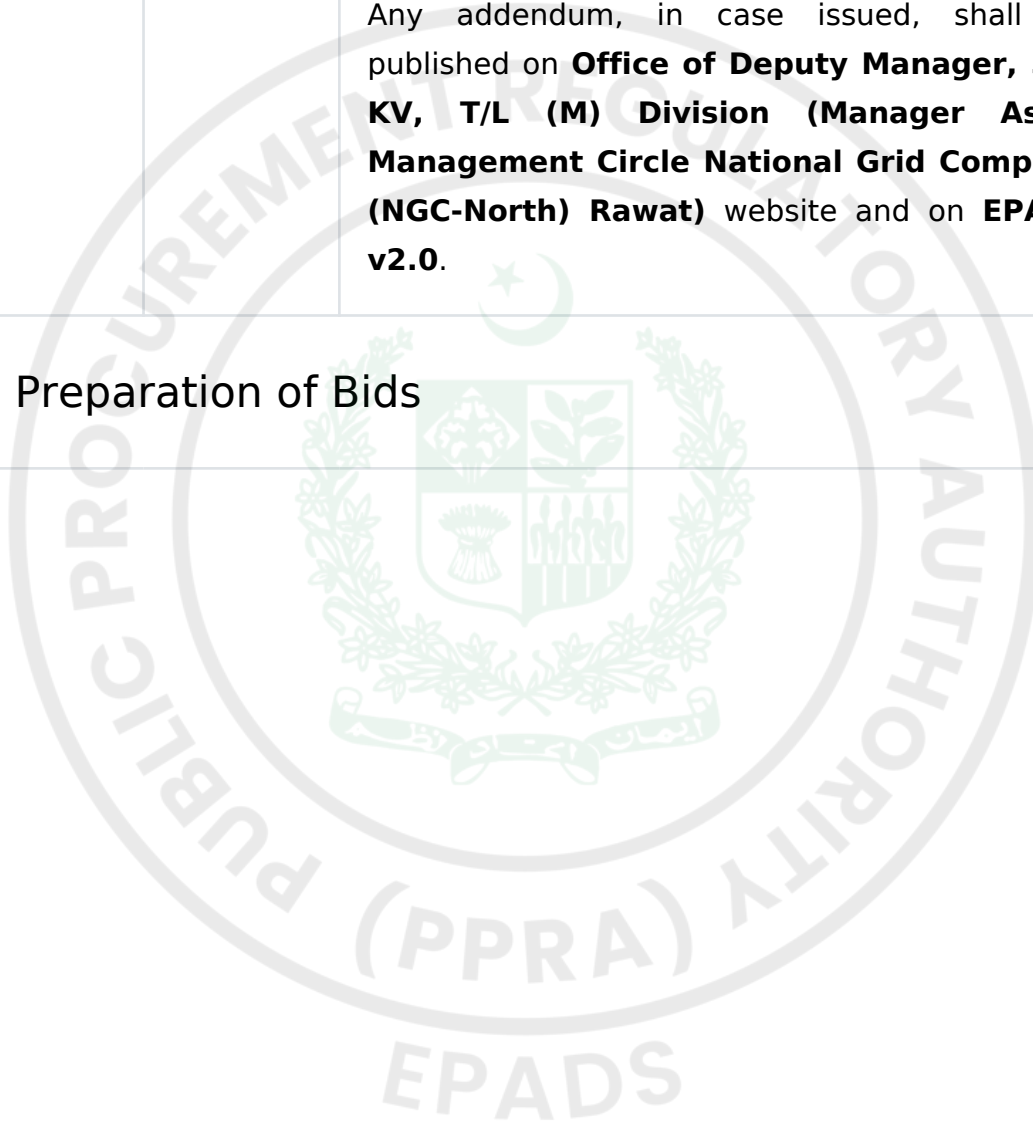 Any addendum, in case issued, shall
published on Office of Deputy Manager,
KV, T/L (M) Division (Manager As
Management Circle National Grid Comp
(NGC-North) Rawat) website and on EPA
v2.0.
Preparation of Bids
PUBLIC PROCUREMENT REGULATORY AUTHORITY
(PPRA)
EPADS